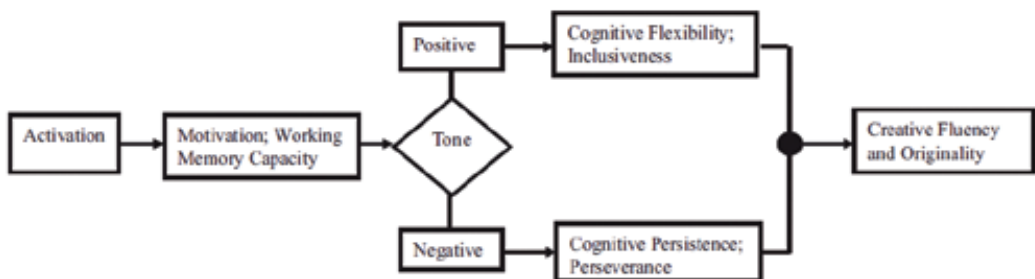 Activation
Motivation; Working
Memory Capacity
Tone
Positive
Cognitive Flexibility;
Inclusiveness
Negative
Cognitive Persistence;
Perseverance
Creative Fluency
and Originality